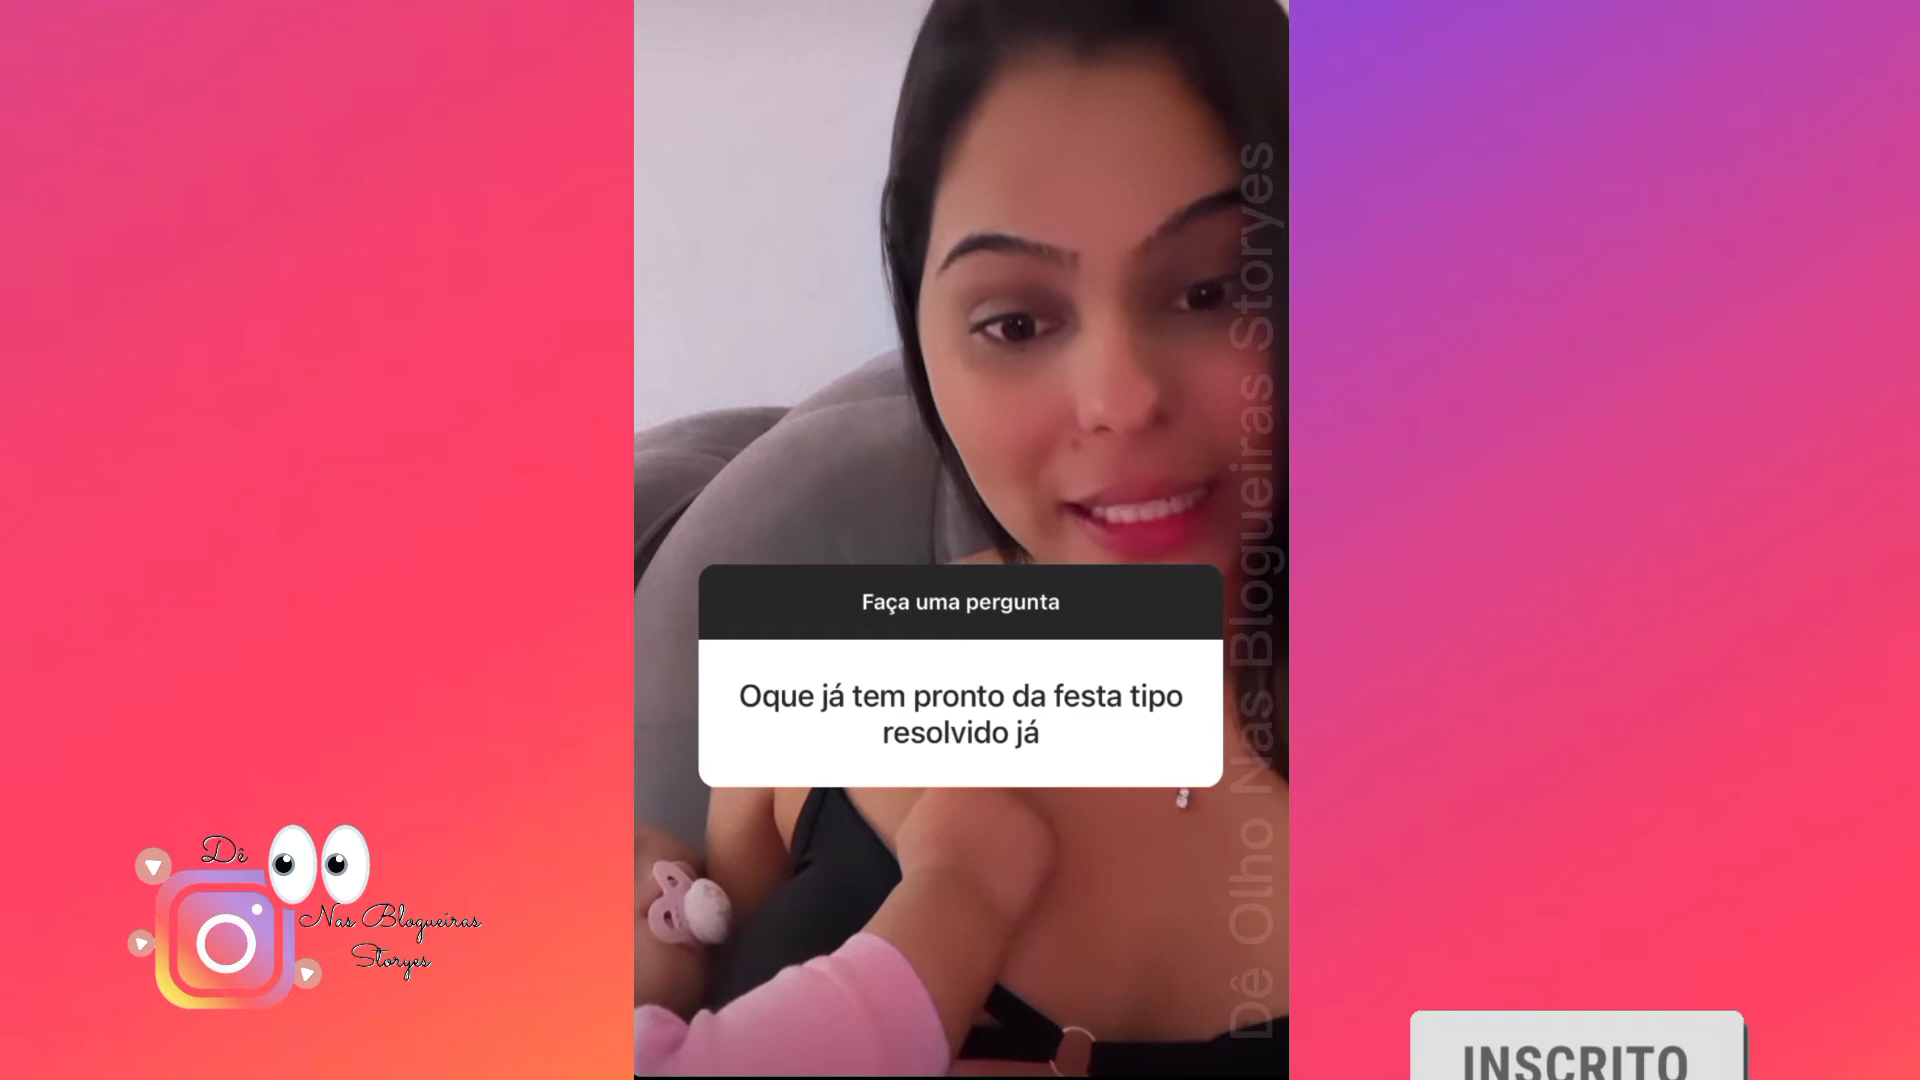 Faça uma pergunta
Oque já tem pronto da festa tipo
resolvido já
Dê Olho Nas Blogueiras Storyes
Dê
Nas Blogueiras
Storyes
INSCRITO